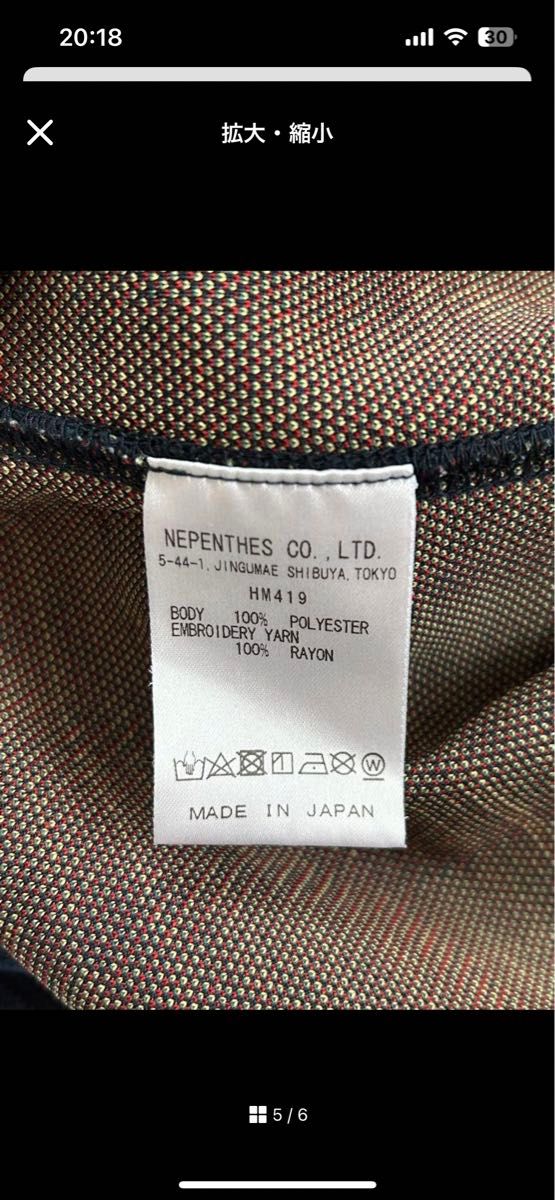 20:18
30
拡大・縮小
NEPENTHES CO.,LTD.
5-44-1, JINGUMAE SHIBUYA, TOKYO
HM419
BODY 100% POLYESTER
EMBROIDERY YARN
100% RAYON
W
MADE IN JAPAN
5 / 6